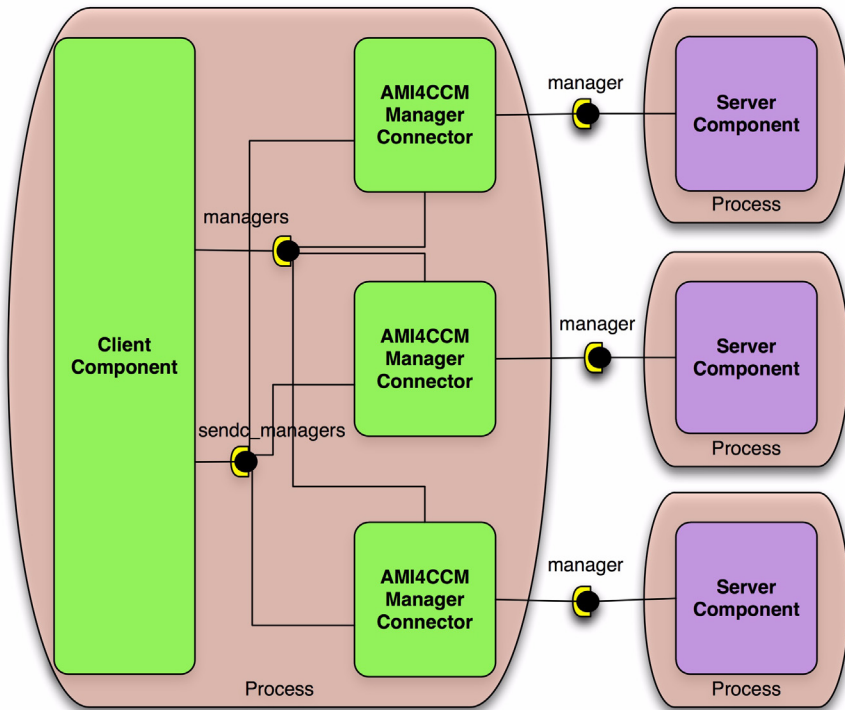 AMI4CCM
Manager
Connector
manager
Server
Component
Process
managers
Client
Component
AMI4CCM
Manager
Connector
manager
Server
Component
Process
sendc_managers
AMI4CCM
Manager
Connector
manager
Server
Component
Process
Process